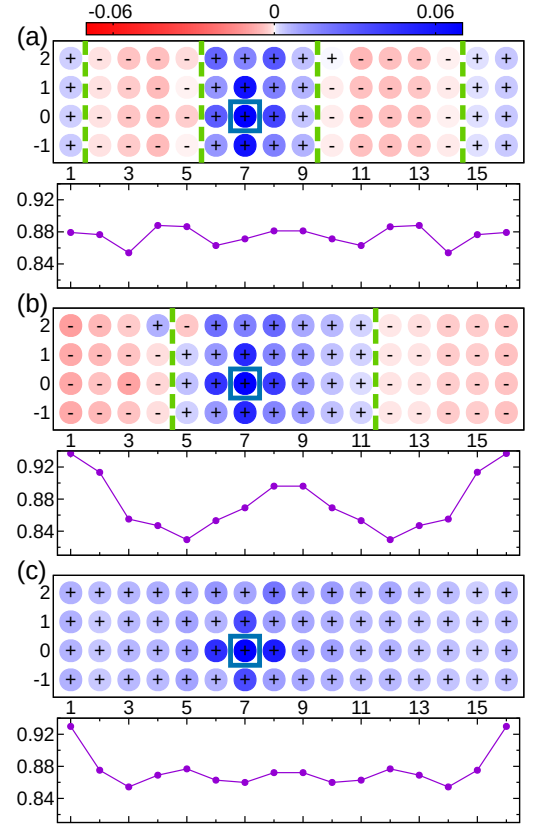 -0.06 0 0.06
(a)
2 + - - - - + + + + + - - - - + +
1 + - - - - + + + + - - - - - + +
0 + - - - - + + + + - - - - - + +
-1 + - - - - + + + + - - - - - + +
1 3 5 7 9 11 13 15
0.92
0.88
0.84
(b)
2 - - - + - + + + + + + - - - - -
1 - - - - + + + + + + + - - - - -
0 - - - - + + + + + + + - - - - -
-1 - - - - + + + + + + + - - - - -
1 3 5 7 9 11 13 15
0.92
0.88
0.84
(c)
2 + + + + + + + + + + + + + + + +
1 + + + + + + + + + + + + + + + +
0 + + + + + + + + + + + + + + + +
-1 + + + + + + + + + + + + + + + +
1 3 5 7 9 11 13 15
0.92
0.88
0.84